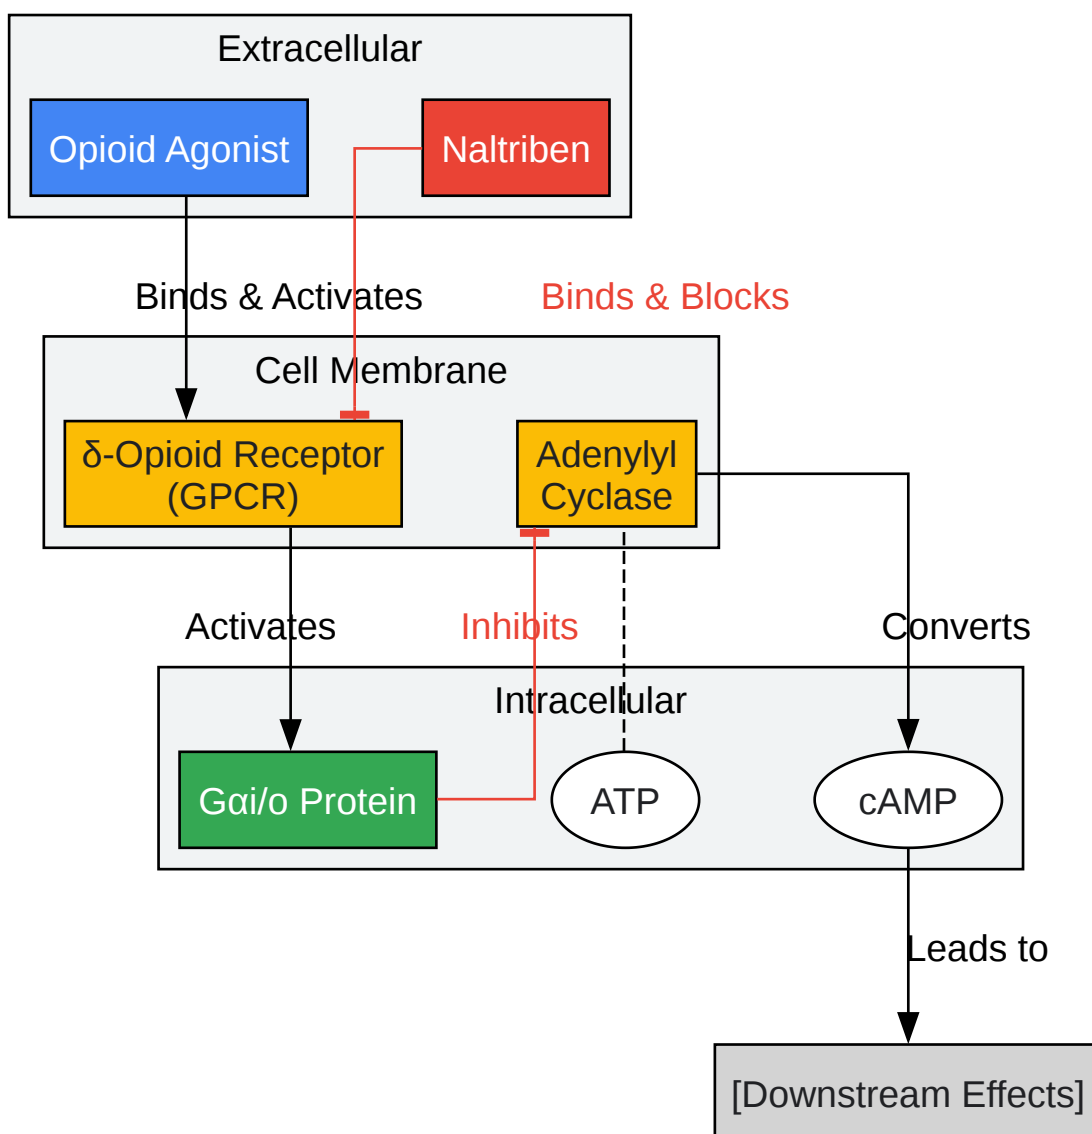 Extracellular
Opioid Agonist
Naltriben
Binds & Activates
Binds & Blocks
Cell Membrane
δ-Opioid Receptor
(GPCR)
Adenylyl
Cyclase
Activates
Inhibits
Converts
Intracellular
Gαi/o Protein
ATP
cAMP
Leads to
[Downstream Effects]